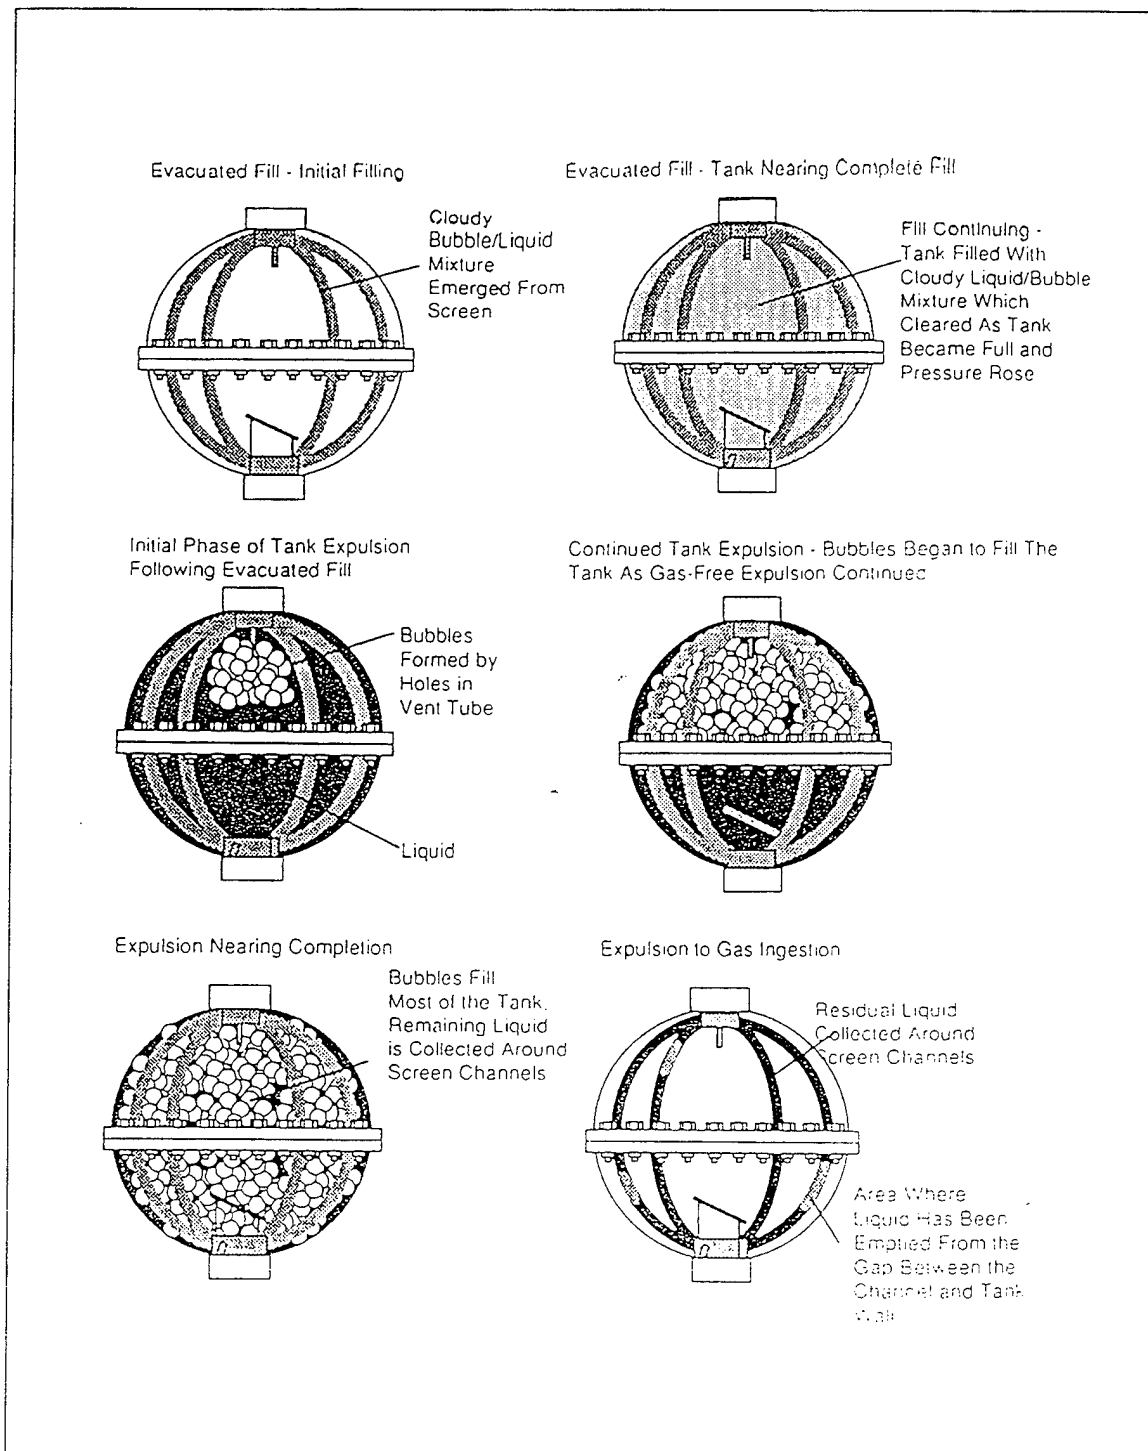 Evacuated Fill - Initial Filling
Cloudy
Bubble/Liquid
Mixture
Emerged From
Screen
Evacuated Fill - Tank Nearing Complete Fill
Fill Continuing -
Tank Filled With
Cloudy Liquid/Bubble
Mixture Which
Cleared As Tank
Became Full and
Pressure Rose
Initial Phase of Tank Expulsion
Following Evacuated Fill
Bubbles
Formed by
Holes in
Vent Tube
Liquid
Continued Tank Expulsion - Bubbles Began to Fill The
Tank As Gas-Free Expulsion Continued
Expulsion Nearing Completion
Bubbles Fill
Most of the Tank.
Remaining Liquid
is Collected Around
Screen Channels
Expulsion to Gas Ingestion
Residual Liquid
Collected Around
Screen Channels
Area Where
Liquid Has Been
Emptied From the
Gap Between the
Channel and Tank
Wall